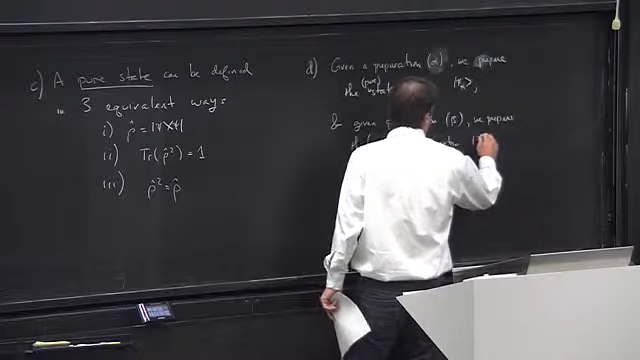 c) A pure state can be defined
in 3 equivalent ways
i) ρ̂ = |Ψ⟩⟨Ψ|
ii) Tr(ρ̂²) = 1
iii) ρ̂² = ρ̂
d) Given a preparation (α), we prepare
the (pure) state
& given (β), we prepare